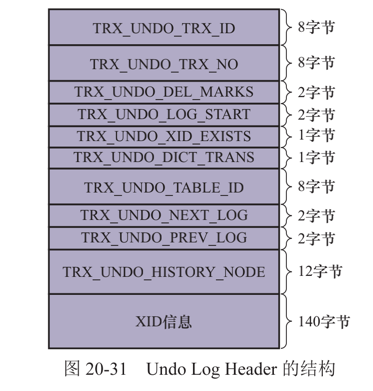 TRX_UNDO_TRX_ID 8字节
TRX_UNDO_TRX_NO 8字节
TRX_UNDO_DEL_MARKS 2字节
TRX_UNDO_LOG_START 2字节
TRX_UNDO_XID_EXISTS 1字节
TRX_UNDO_DICT_TRANS 1字节
TRX_UNDO_TABLE_ID 8字节
TRX_UNDO_NEXT_LOG 2字节
TRX_UNDO_PREV_LOG 2字节
TRX_UNDO_HISTORY_NODE 12字节
XID信息 140字节
图 20-31 Undo Log Header 的结构